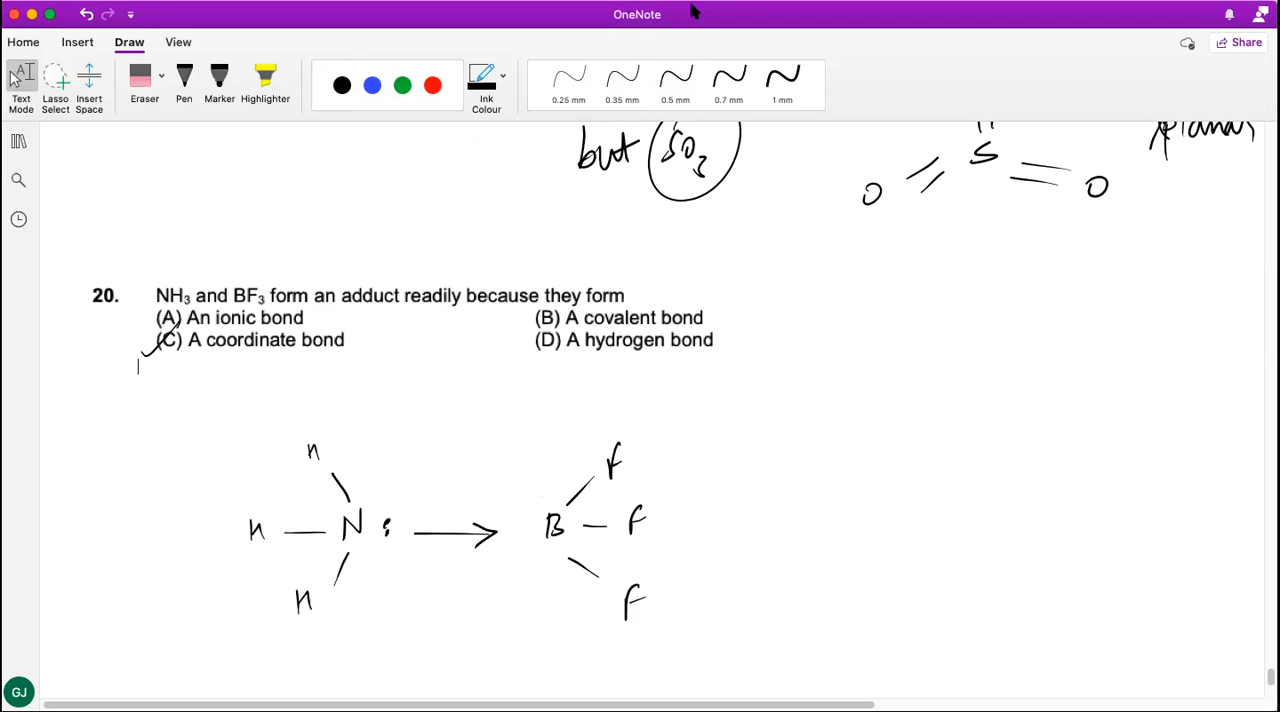 OneNote
Home Insert Draw View
Share
Text Mode
Lasso Select
Insert Space
Eraser
Pen
Marker
Highlighter
Ink Colour
0.25 mm 0.35 mm 0.5 mm 0.7 mm 1 mm
but SO3
planar
S
O O
20. NH3 and BF3 form an adduct readily because they form
(A) An ionic bond (B) A covalent bond
(C) A coordinate bond (D) A hydrogen bond
H F
H — N : → B — F
H F
GJ